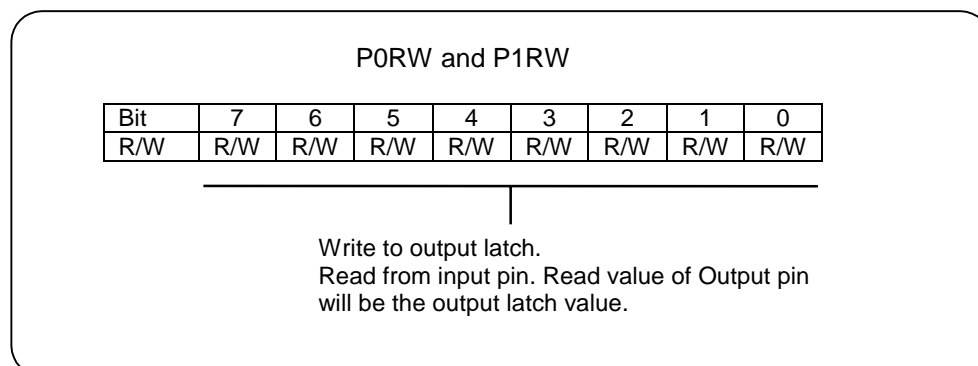 P0RW and P1RW
Bit 7 6 5 4 3 2 1 0
R/W R/W R/W R/W R/W R/W R/W R/W R/W
Write to output latch.
Read from input pin. Read value of Output pin
will be the output latch value.